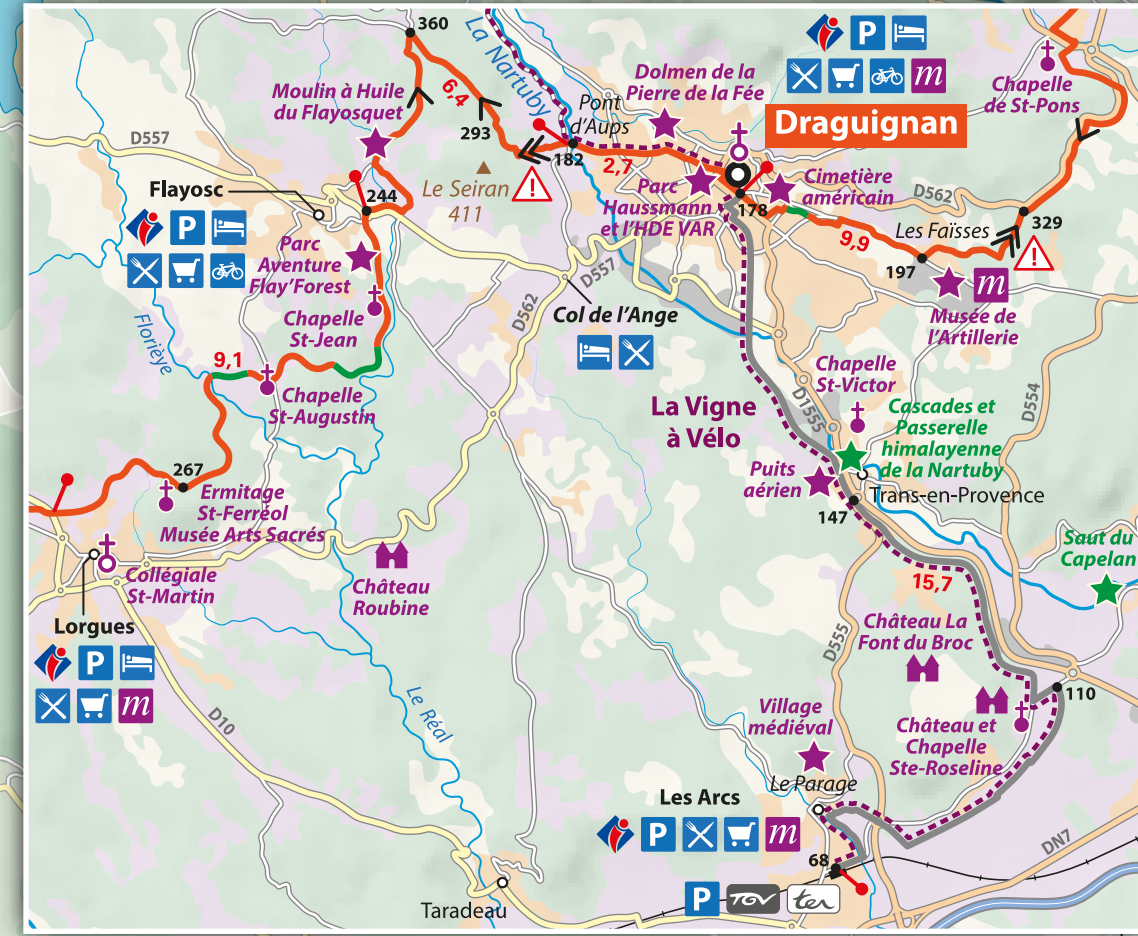 360
La Nartuby
6.4
Moulin à Huile
du Flayosquet
293
Pont
d'Aups
Dolmen de la
Pierre de la Fée
P
m
Draguignan
Chapelle
de St-Pons
D557
182
2,7
Le Seiran
411
!
Flayosc
P
244
Parc
Haussmann
et l'HDE VAR
178
Cimetière
américain
D562
9,9
Les Faïsses
329
!
197
m
Musée de
l'Artillerie
Parc
Aventure
Flay'Forest
Chapelle
St-Jean
D562
D557
Col de l'Ange
Florièye
9,1
Chapelle
St-Augustin
La Vigne
à Vélo
D1555
Chapelle
St-Victor
D554
Cascades et
Passerelle
himalayenne
de la Nartuby
Puits
aérien
Trans-en-Provence
147
267
Ermitage
St-Ferréol
Musée Arts Sacrés
Collégiale
St-Martin
Château
Roubine
Saut du
Capelan
15,7
Lorgues
P
m
D10
Le Réal
D555
Château La
Font du Broc
110
Château et
Chapelle
Ste-Roseline
Village
médiéval
Le Parage
Les Arcs
P
m
68
DN7
P
TGV
ter
Taradeau